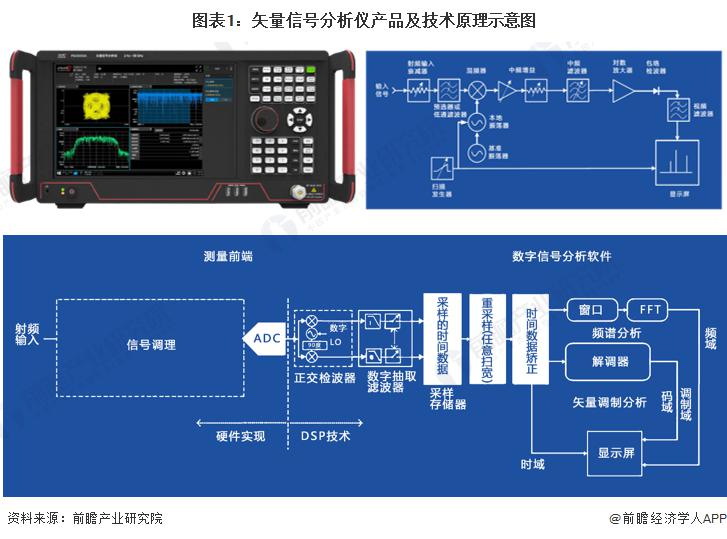 图表1：矢量信号分析仪产品及技术原理示意图
矢量信号分析仪
射频输入
衰减器
混频器
中频增益
中频
滤波器
对数
放大器
包络
检波器
输入
信号
预选器或
低通滤波器
本地
振荡器
视频
滤波器
基准
振荡器
扫描
发生器
显示屏
测量前端
数字信号分析软件
射频
输入
信号调理
ADC
数字
LO
90度
正交检波器
数字抽取
滤波器
采样的时间数据
采样
存储器
重采样(任意扫宽)
时间数据矫正
窗口
FFT
频谱分析
解调器
矢量调制分析
频域
调制域
码域
时域
显示屏
硬件实现
DSP技术
资料来源：前瞻产业研究院
@前瞻经济学人APP